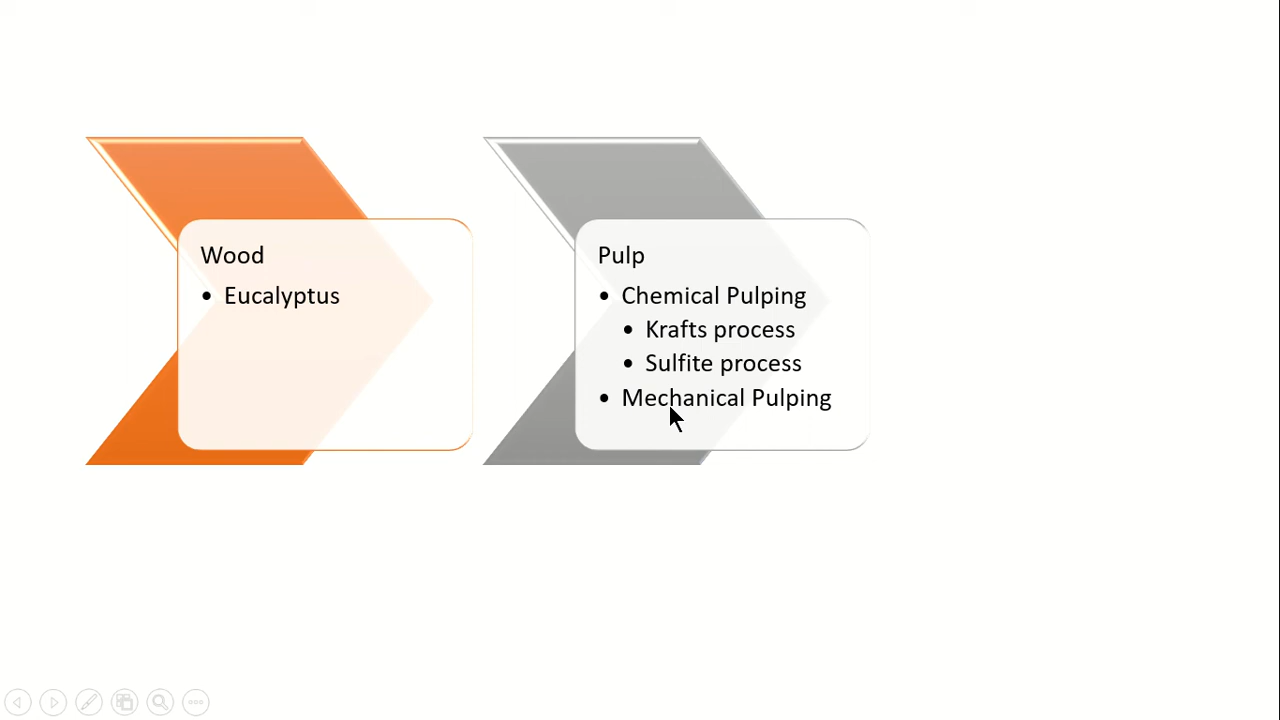 Wood
• Eucalyptus
Pulp
• Chemical Pulping
• Krafts process
• Sulfite process
• Mechanical Pulping